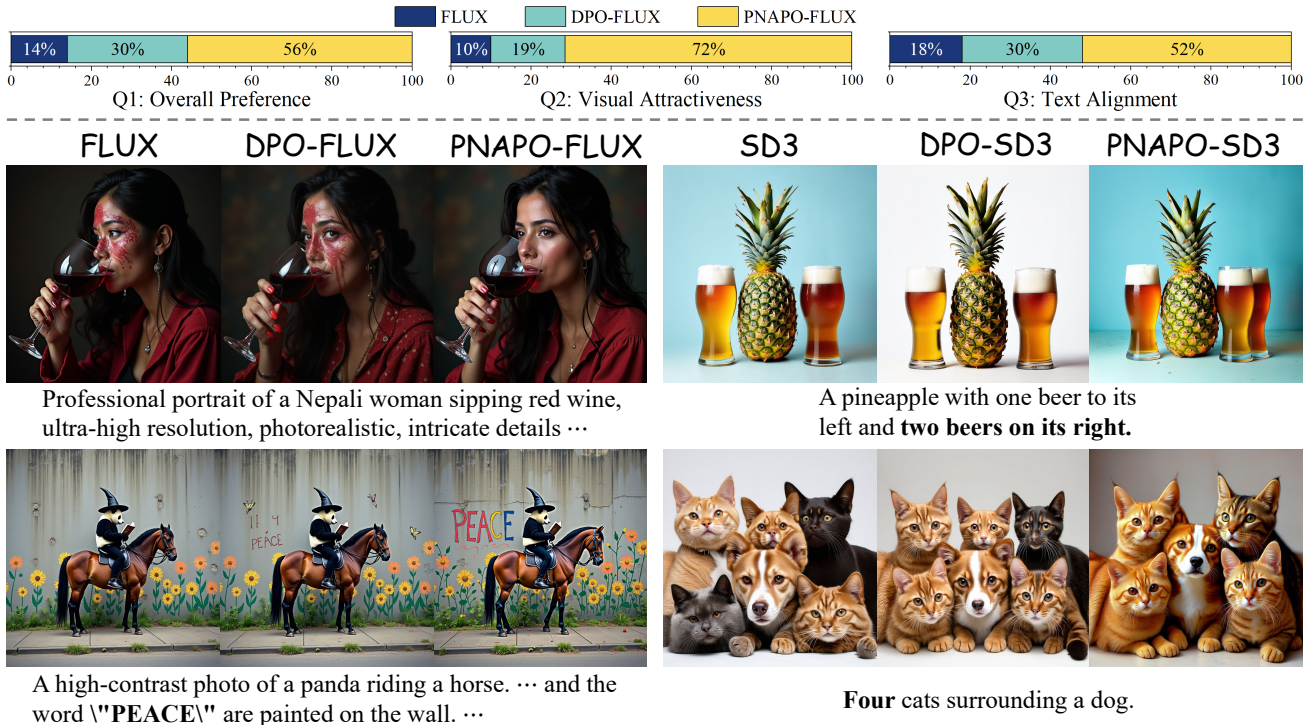 FLUX DPO-FLUX PNAPO-FLUX
14% 30% 56%
0 20 40 60 80 100
Q1: Overall Preference
10% 19% 72%
0 20 40 60 80 100
Q2: Visual Attractiveness
18% 30% 52%
0 20 40 60 80 100
Q3: Text Alignment
FLUX DPO-FLUX PNAPO-FLUX
SD3 DPO-SD3 PNAPO-SD3
Professional portrait of a Nepali woman sipping red wine,
ultra-high resolution, photorealistic, intricate details ···
A pineapple with one beer to its
left and two beers on its right.
PEACE
PEACE
A high-contrast photo of a panda riding a horse. ··· and the
word \"PEACE\" are painted on the wall. ···
Four cats surrounding a dog.